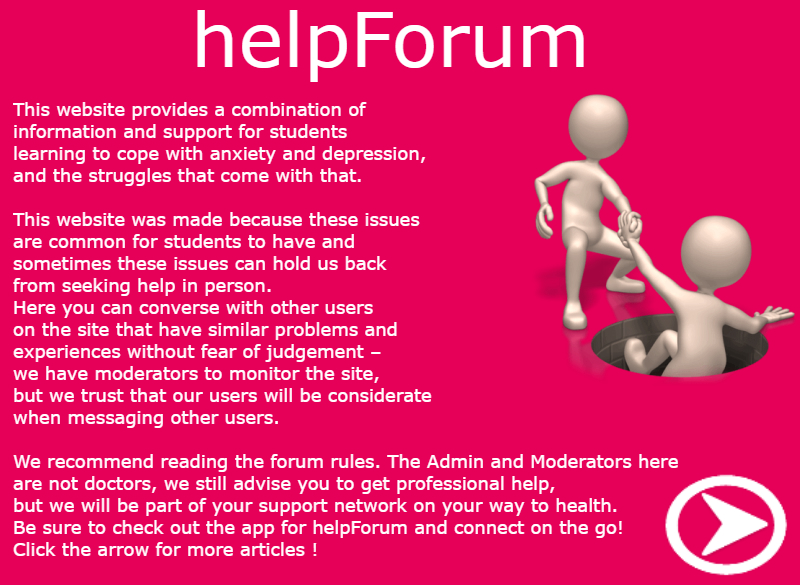 helpForum
This website provides a combination of
information and support for students
learning to cope with anxiety and depression,
and the struggles that come with that.
This website was made because these issues
are common for students to have and
sometimes these issues can hold us back
from seeking help in person.
Here you can converse with other users
on the site that have similar problems and
experiences without fear of judgement –
we have moderators to monitor the site,
but we trust that our users will be considerate
when messaging other users.
We recommend reading the forum rules. The Admin and Moderators here
are not doctors, we still advise you to get professional help,
but we will be part of your support network on your way to health.
Be sure to check out the app for helpForum and connect on the go!
Click the arrow for more articles !